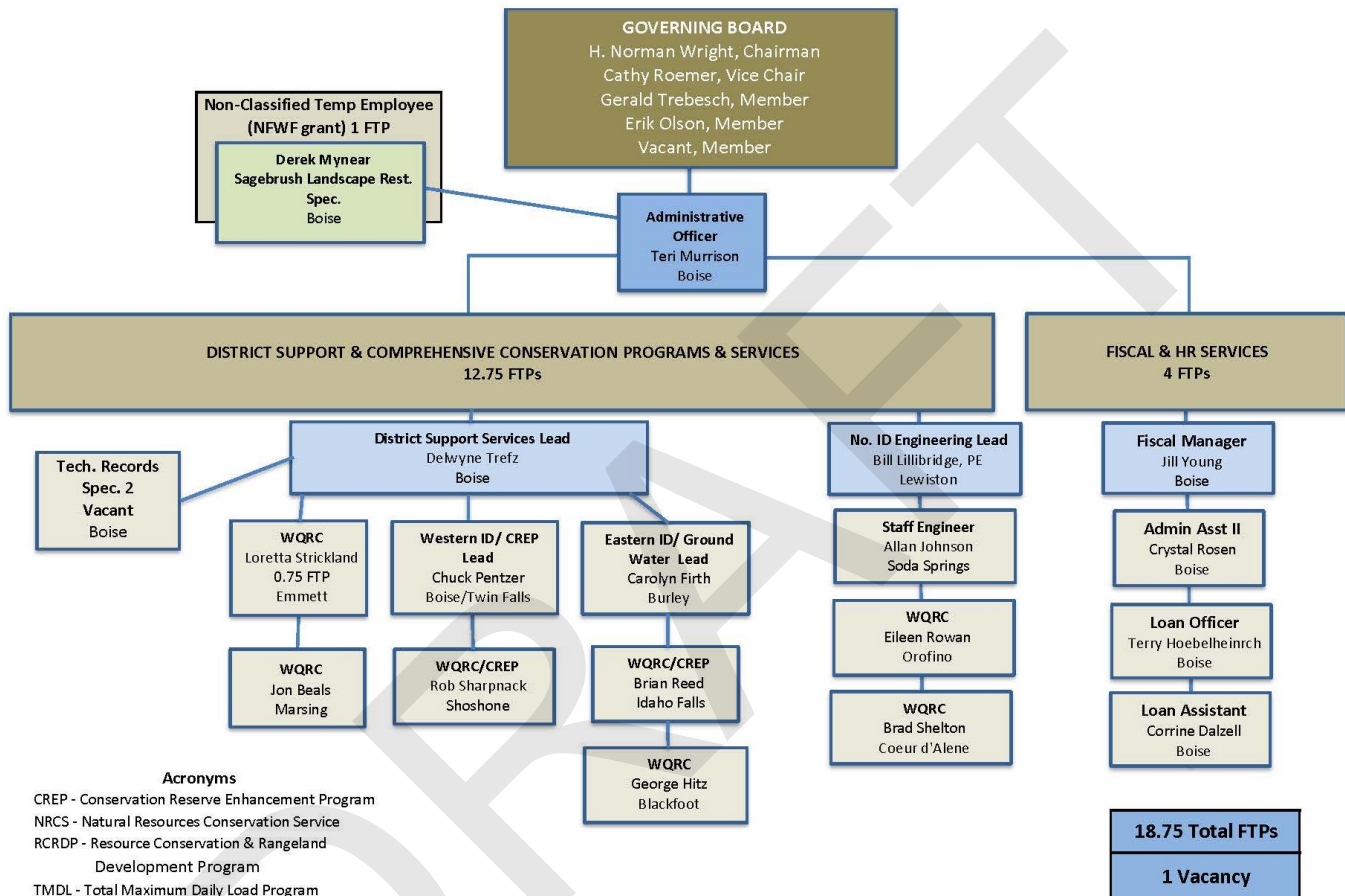 GOVERNING BOARD
H. Norman Wright, Chairman
Cathy Roemer, Vice Chair
Gerald Trebesch, Member
Erik Olson, Member
Vacant, Member
Non-Classified Temp Employee
(NFWF grant) 1 FTP
Derek Mynear
Sagebrush Landscape Rest.
Spec.
Boise
Administrative
Officer
Teri Murrison
Boise
DISTRICT SUPPORT & COMPREHENSIVE CONSERVATION PROGRAMS & SERVICES
12.75 FTPs
FISCAL & HR SERVICES
4 FTPs
District Support Services Lead
Delwyne Trefz
Boise
Tech. Records
Spec. 2
Vacant
Boise
WQRC
Loretta Strickland
0.75 FTP
Emmett
WQRC
Jon Beals
Marsing
Western ID/ CREP
Lead
Chuck Pentzer
Boise/Twin Falls
WQRC/CREP
Rob Sharpnack
Shoshone
Eastern ID/ Ground
Water Lead
Carolyn Firth
Burley
WQRC/CREP
Brian Reed
Idaho Falls
WQRC
George Hitz
Blackfoot
No. ID Engineering Lead
Bill Lillibridge, PE
Lewiston
Staff Engineer
Allan Johnson
Soda Springs
WQRC
Eileen Rowan
Orofino
WQRC
Brad Shelton
Coeur d'Alene
Fiscal Manager
Jill Young
Boise
Admin Asst II
Crystal Rosen
Boise
Loan Officer
Terry Hoebelheinrch
Boise
Loan Assistant
Corrine Dalzell
Boise
Acronyms
CREP - Conservation Reserve Enhancement Program
NRCS - Natural Resources Conservation Service
RCRDP - Resource Conservation & Rangeland
Development Program
TMDL - Total Maximum Daily Load Program
18.75 Total FTPs
1 Vacancy
DRAFT